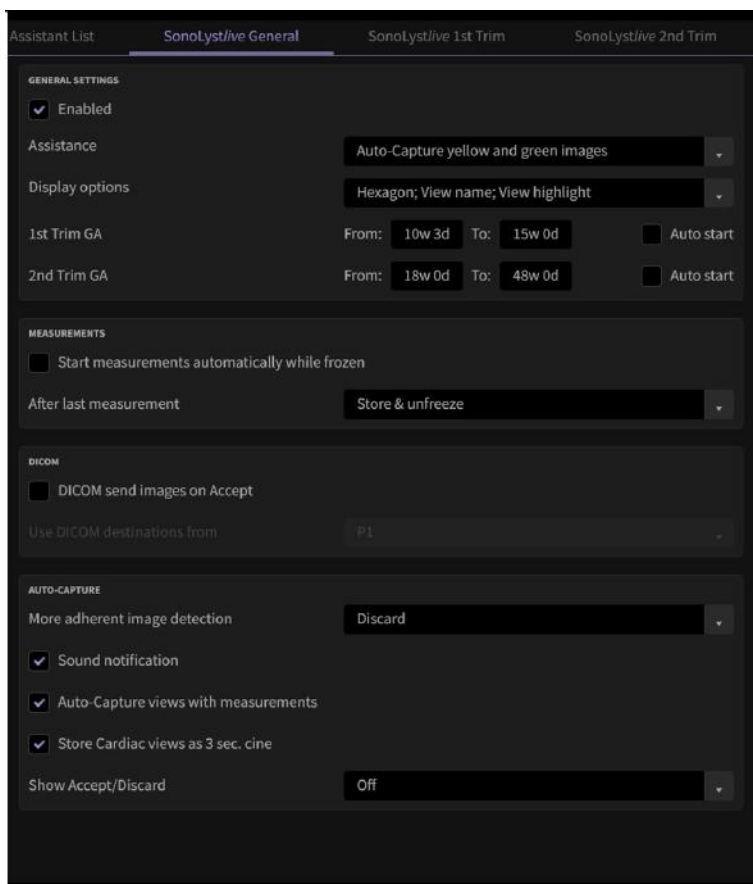 Assistant List SonoLystlive General SonoLystlive 1st Trim SonoLystlive 2nd Trim
GENERAL SETTINGS
Enabled
Assistance Auto-Capture yellow and green images
Display options Hexagon; View name; View highlight
1st Trim GA From: 10w 3d To: 15w 0d Auto start
2nd Trim GA From: 18w 0d To: 48w 0d Auto start
MEASUREMENTS
Start measurements automatically while frozen
After last measurement Store & unfreeze
DICOM
DICOM send images on Accept
Use DICOM destinations from P1
AUTO-CAPTURE
More adherent image detection Discard
Sound notification
Auto-Capture views with measurements
Store Cardiac views as 3 sec. cine
Show Accept/Discard Off